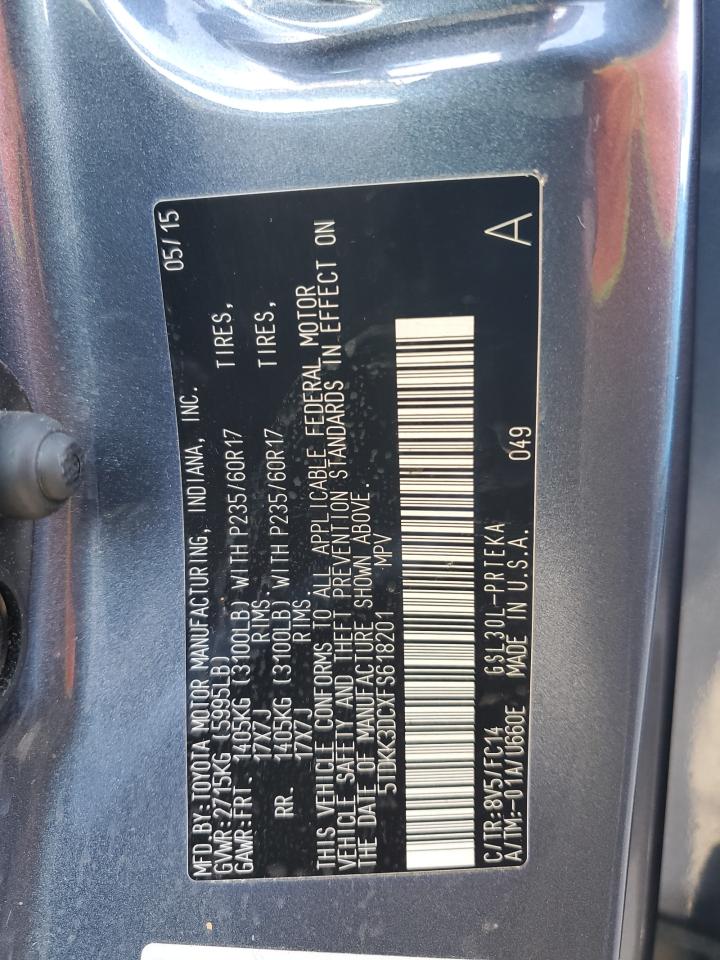 MFD. BY:TOYOTA MOTOR MANUFACTURING, INDIANA, INC. 05/15
GVWR:2715KG (5995LB)
GAWR:FRT. 1405KG (3100LB) WITH P235/60R17 TIRES,
17X7J RIMS.
RR. 1405KG (3100LB) WITH P235/60R17 TIRES,
17X7J RIMS
THIS VEHICLE CONFORMS TO ALL APPLICABLE FEDERAL MOTOR
VEHICLE SAFETY AND THEFT PREVENTION STANDARDS IN EFFECT ON
THE DATE OF MANUFACTURE SHOWN ABOVE.
5TDKK3DCXFS618201 MPV
C/TR:8V5/FC14 GSL30L-PRTEKA 049
A/TM:-01A/U660E MADE IN U.S.A. A